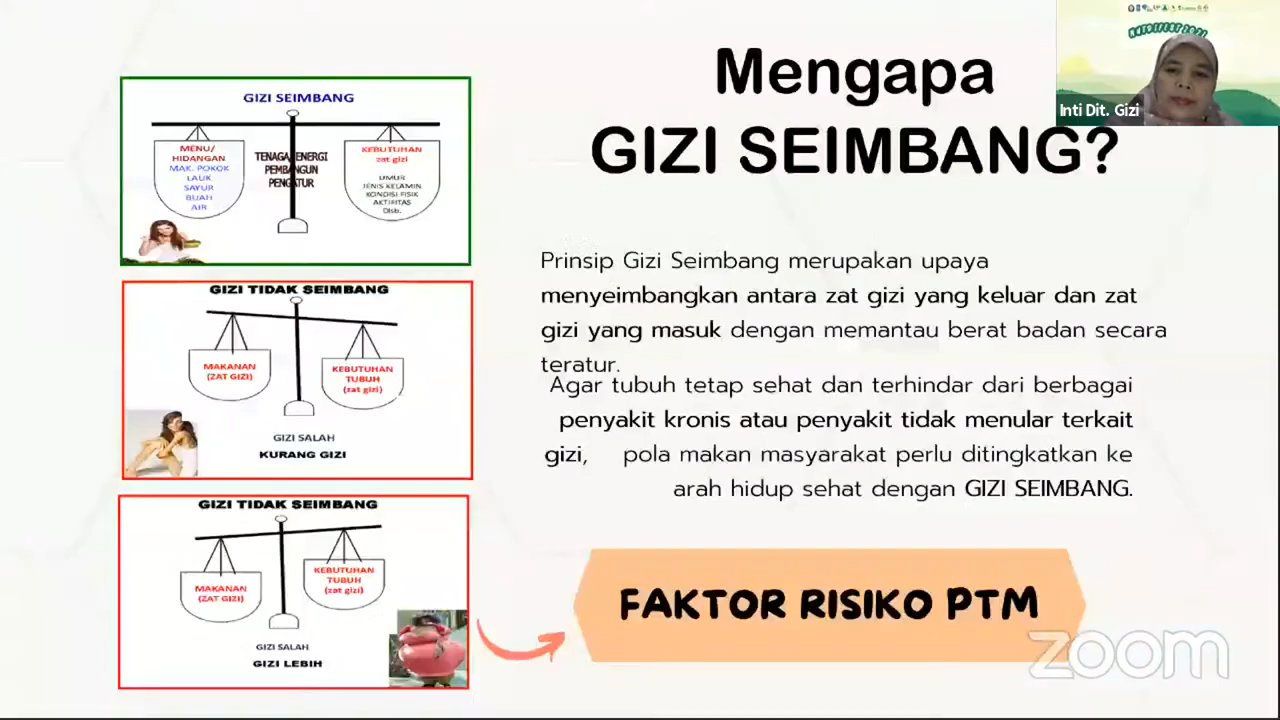 Mengapa
GIZI SEIMBANG?
Inti Dit. Gizi
GIZI SEIMBANG
MENU/
HIDANGAN
MAK. POKOK
LAUK
SAYUR
BUAH
AIR
TENAGA/ENERGI
PEMBANGUN
PENGATUR
KEBUTUHAN
zat gizi
UMUR
JENIS KELAMIN
KONDISI FISIK
AKTIFITAS
Dlsb.
GIZI TIDAK SEIMBANG
MAKANAN
(ZAT GIZI)
KEBUTUHAN
TUBUH
(zat gizi)
GIZI SALAH
KURANG GIZI
GIZI TIDAK SEIMBANG
MAKANAN
(ZAT GIZI)
KEBUTUHAN
TUBUH
(zat gizi)
GIZI SALAH
GIZI LEBIH
Prinsip Gizi Seimbang merupakan upaya
menyeimbangkan antara zat gizi yang keluar dan zat
gizi yang masuk dengan memantau berat badan secara
teratur.
Agar tubuh tetap sehat dan terhindar dari berbagai
penyakit kronis atau penyakit tidak menular terkait
gizi, pola makan masyarakat perlu ditingkatkan ke
arah hidup sehat dengan GIZI SEIMBANG.
FAKTOR RISIKO PTM
zoom